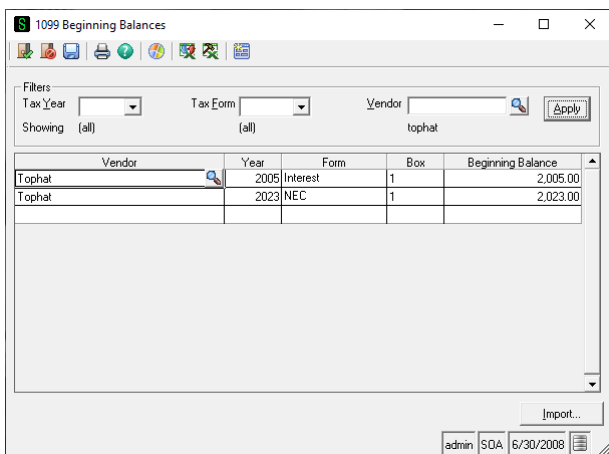 S 1099 Beginning Balances
Filters
Tax Year Tax Form Vendor Apply
Showing (all) (all) tophat
Vendor Year Form Box Beginning Balance
Tophat 2005 Interest 1 2,005.00
Tophat 2023 NEC 1 2,023.00
Import...
admin SOA 6/30/2008